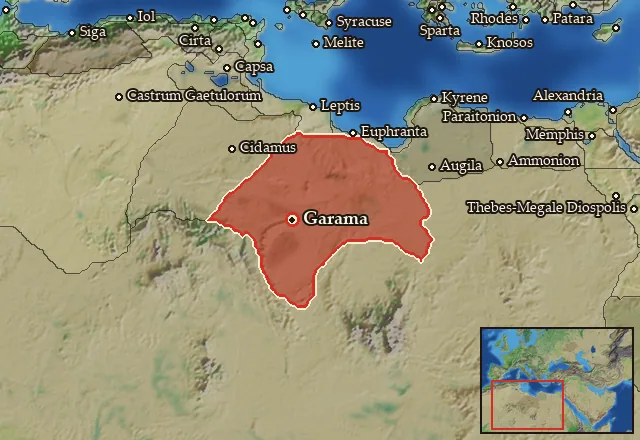 Iol
Syracuse
Rhodes
Patara
Siga
Sparta
Cirta
Melite
Knosos
Capsa
Castrum Gaetulorum
Leptis
Kyrene
Alexandria
Paraitonion
Euphranta
Memphis
Cidamus
Augila
Ammonion
Thebes-Megale Diospolis
Garama